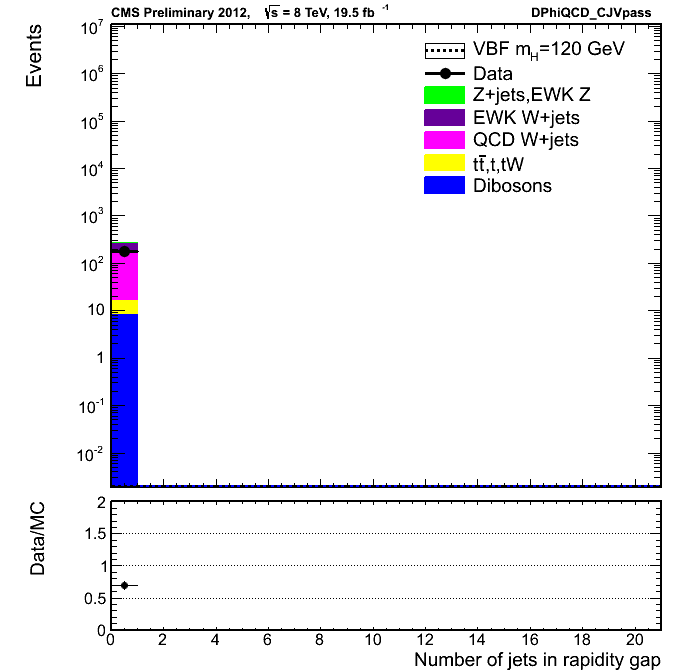 CMS Preliminary 2012, √s = 8 TeV, 19.5 fb⁻¹ DPhiQCD_CJVpass
Events
10⁷
10⁶
10⁵
10⁴
10³
10²
10
1
10⁻¹
10⁻²
VBF m_H=120 GeV
Data
Z+jets,EWK Z
EWK W+jets
QCD W+jets
tt̄,t,tW
Dibosons
Data/MC
2
1.5
1
0.5
0
0 2 4 6 8 10 12 14 16 18 20
Number of jets in rapidity gap